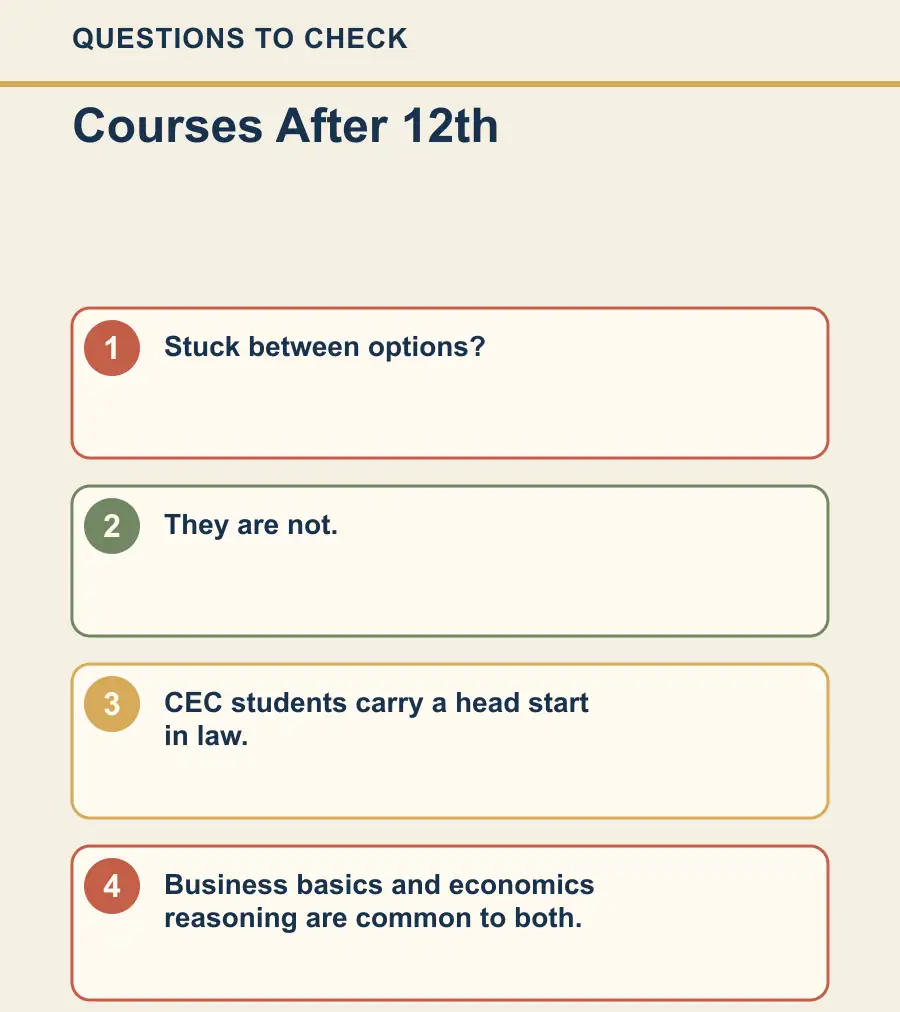 QUESTIONS TO CHECK
Courses After 12th
1
Stuck between options?
2
They are not.
3
CEC students carry a head start
in law.
4
Business basics and economics
reasoning are common to both.